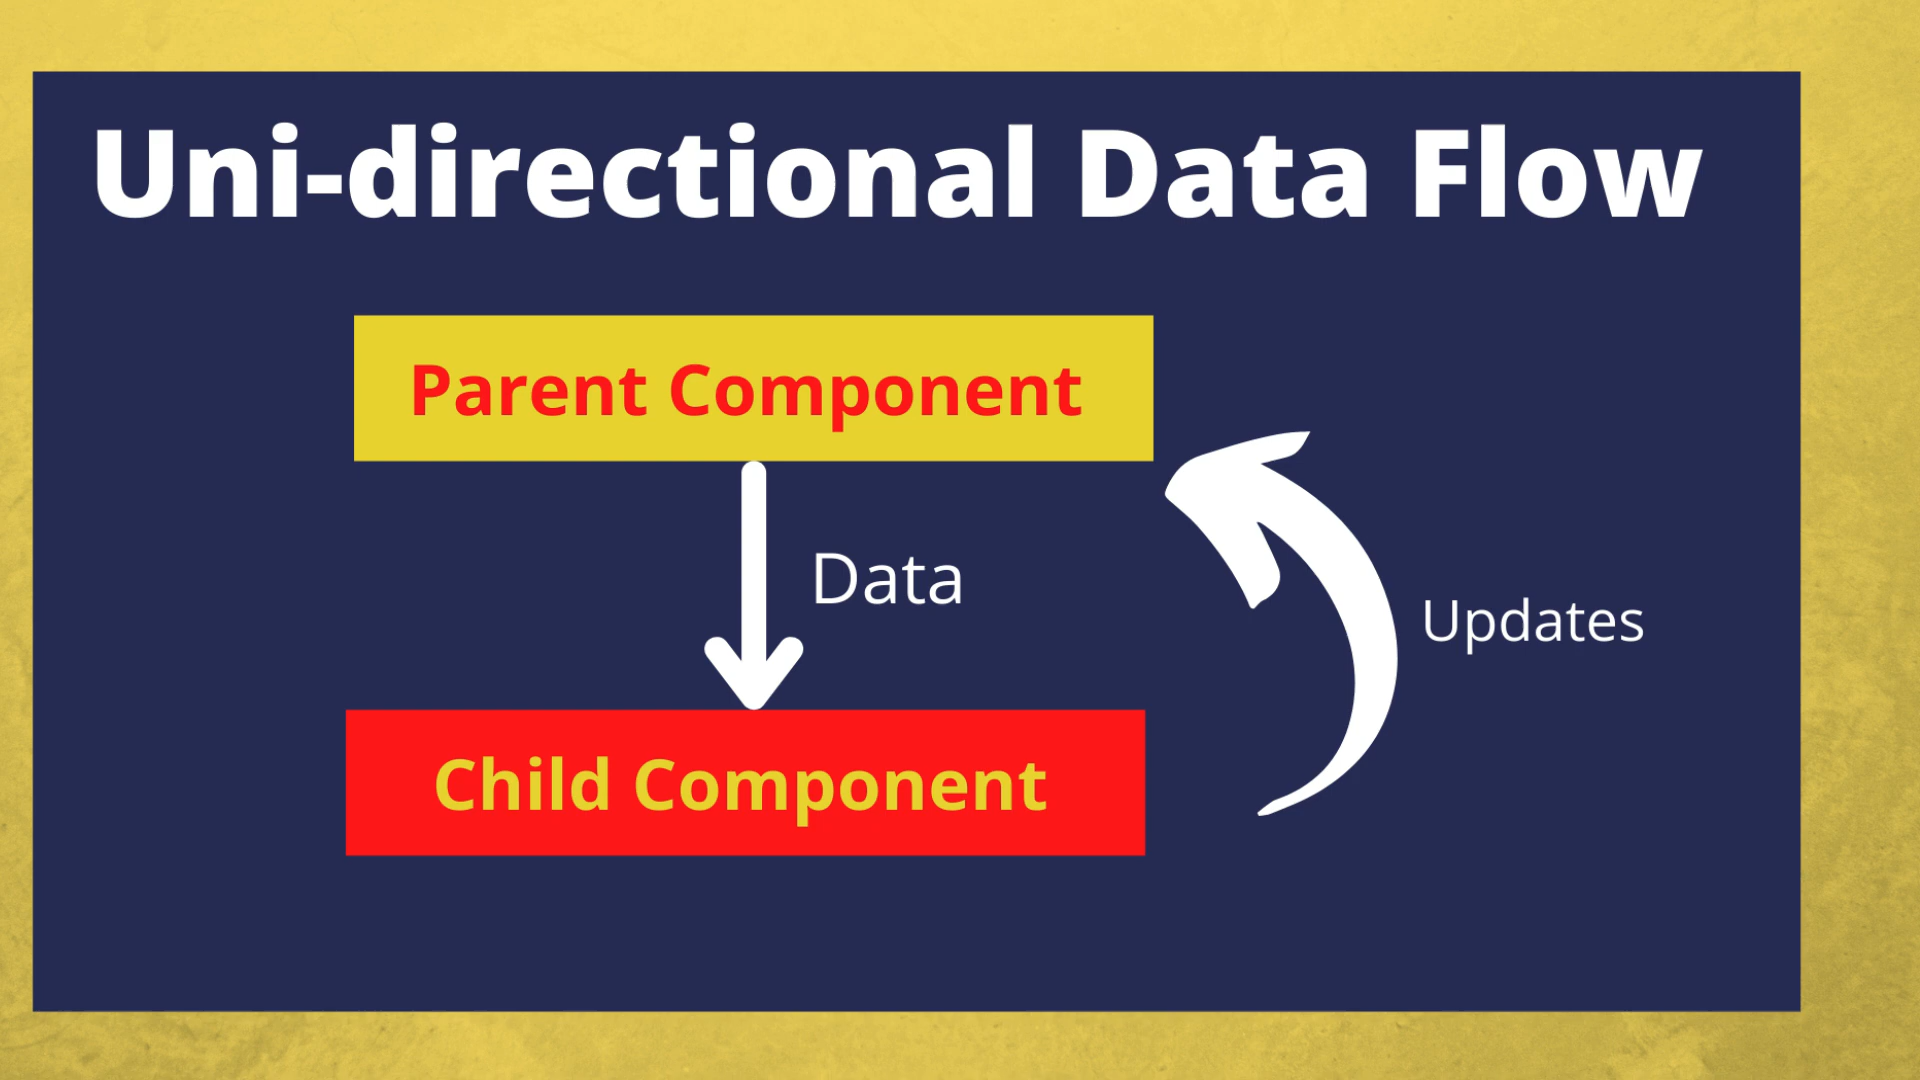 Uni-directional Data Flow
Parent Component
Data
Updates
Child Component